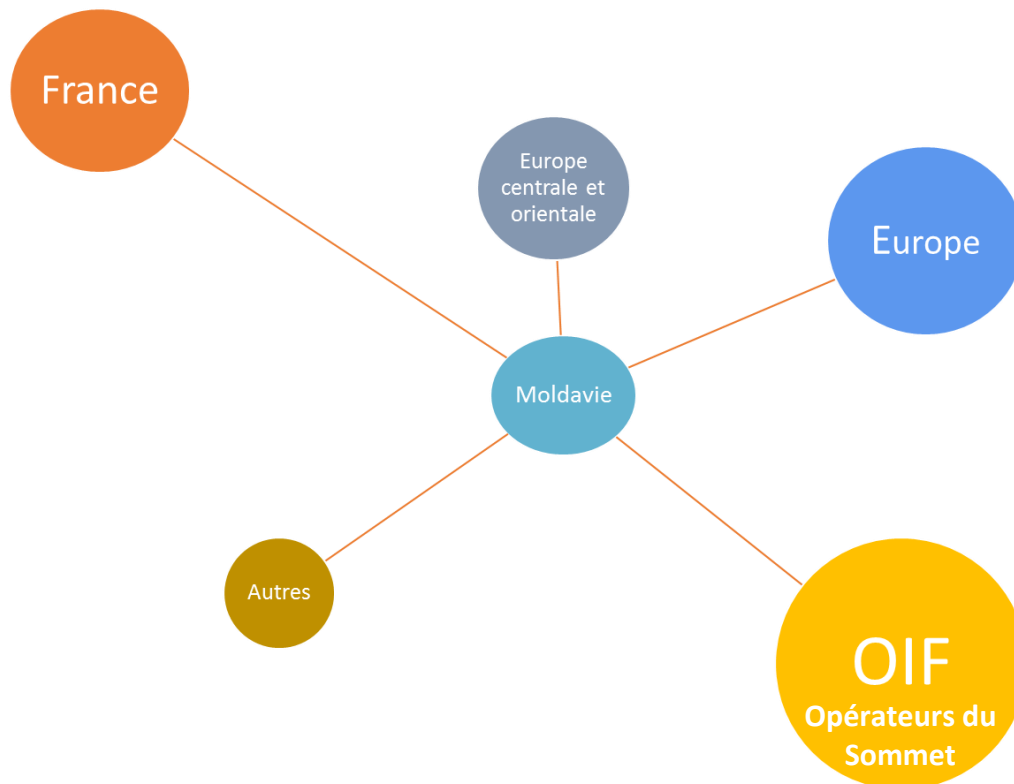 France
Europe
centrale et
orientale
Europe
Moldavie
Autres
OIF
Opérateurs du
Sommet